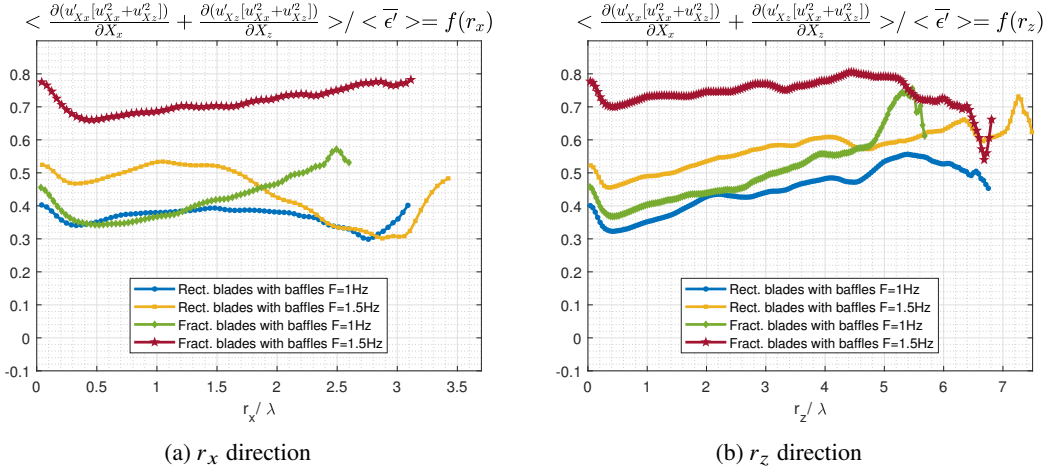 < ∂(u'_{Xx}[u'^2_{Xx}+u'^2_{Xz}])/∂X_x + ∂(u'_{Xz}[u'^2_{Xx}+u'^2_{Xz}])/∂X_z > / < \overline{ϵ'} >= f(r_x)
0.8
0.7
0.6
0.5
0.4
0.3
0.2
0.1
0
-0.1
Rect. blades with baffles F=1Hz
Rect. blades with baffles F=1.5Hz
Fract. blades with baffles F=1Hz
Fract. blades with baffles F=1.5Hz
0 0.5 1 1.5 2 2.5 3 3.5
r_x/ λ
(a) r_x direction
< ∂(u'_{Xx}[u'^2_{Xx}+u'^2_{Xz}])/∂X_x + ∂(u'_{Xz}[u'^2_{Xx}+u'^2_{Xz}])/∂X_z > / < \overline{ϵ'} >= f(r_z)
0.8
0.7
0.6
0.5
0.4
0.3
0.2
0.1
0
-0.1
Rect. blades with baffles F=1Hz
Rect. blades with baffles F=1.5Hz
Fract. blades with baffles F=1Hz
Fract. blades with baffles F=1.5Hz
0 1 2 3 4 5 6 7
r_z/ λ
(b) r_z direction